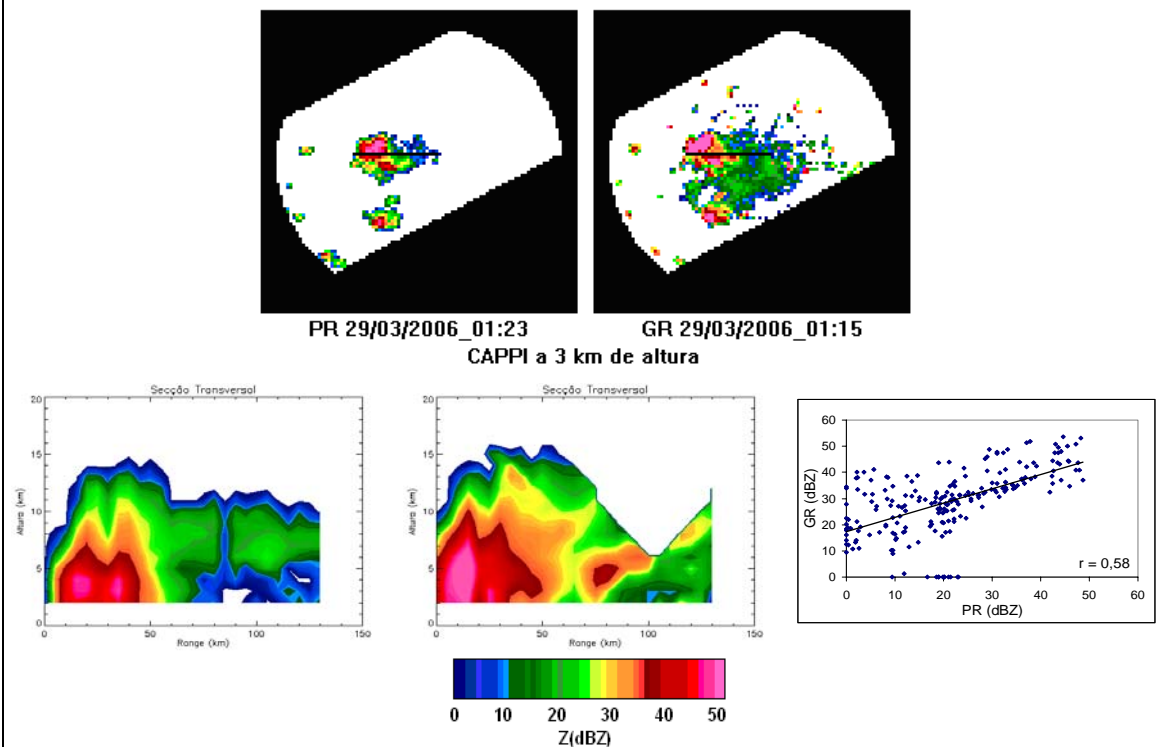 PR 29/03/2006_01:23
GR 29/03/2006_01:15
CAPPI a 3 km de altura
Secção Transversal
20
15
10
5
0
Altura (km)
0 50 100 150
Range (km)
Secção Transversal
20
15
10
5
0
Altura (km)
0 50 100 150
Range (km)
60
50
40
30
20
10
0
GR (dBZ)
r = 0,58
0 10 20 30 40 50 60
PR (dBZ)
0 10 20 30 40 50
Z(dBZ)